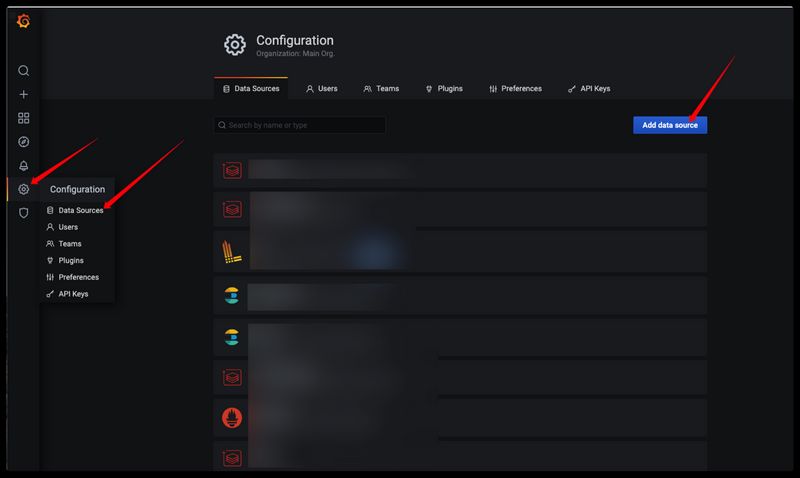 Configuration
Organization: Main Org.
Data Sources
Users
Teams
Plugins
Preferences
API Keys
Search by name or type
Add data source
Configuration
Data Sources
Users
Teams
Plugins
Preferences
API Keys